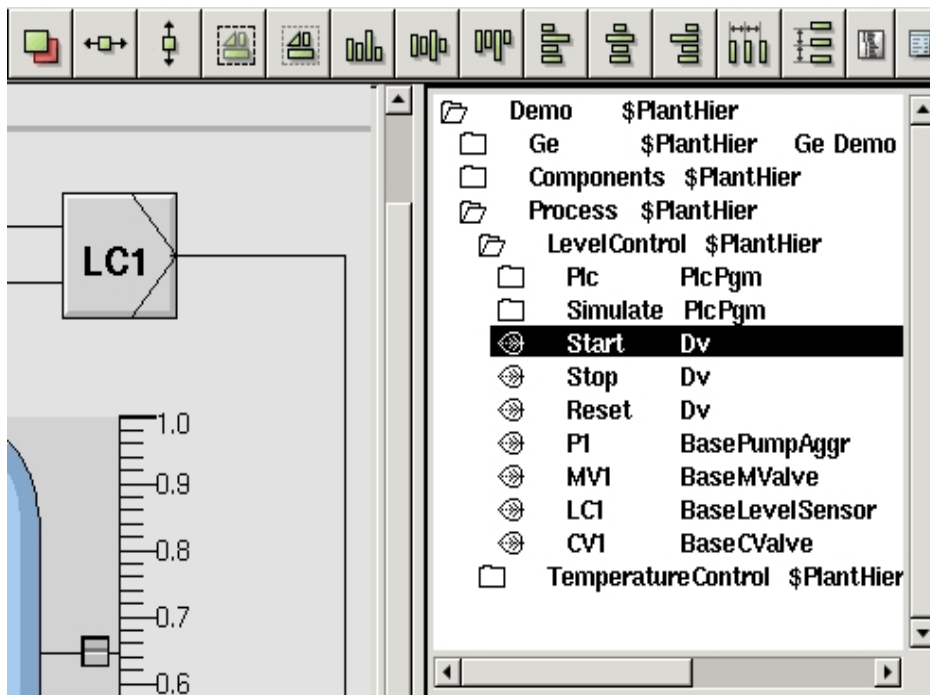 Demo $PlantHier
Ge $PlantHier Ge Demo
Components $PlantHier
Process $PlantHier
LevelControl $PlantHier
Plc PlcPgm
Simulate PlcPgm
Start Dv
Stop Dv
Reset Dv
P1 BasePumpAggr
MV1 BaseMValve
LC1 BaseLevelSensor
CV1 BaseCValve
TemperatureControl $PlantHier
LC1
1.0
0.9
0.8
0.7
0.6